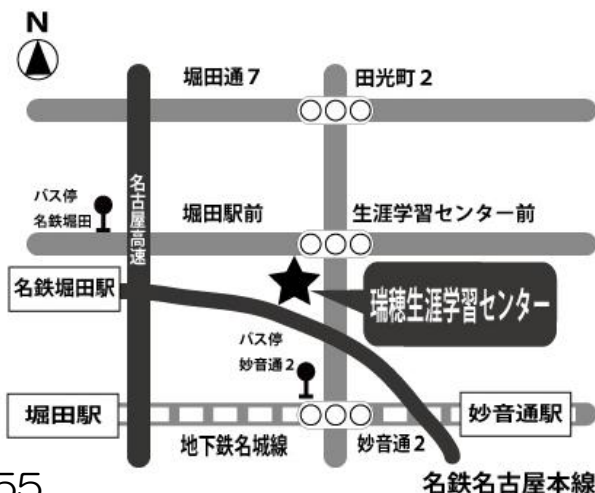 N
堀田通7
田光町2
バス停
名鉄堀田
名古屋高速
堀田駅前
生涯学習センター前
名鉄堀田駅
瑞穂生涯学習センター
バス停
妙音通2
堀田駅
妙音通駅
地下鉄名城線
妙音通2
名鉄名古屋本線
55